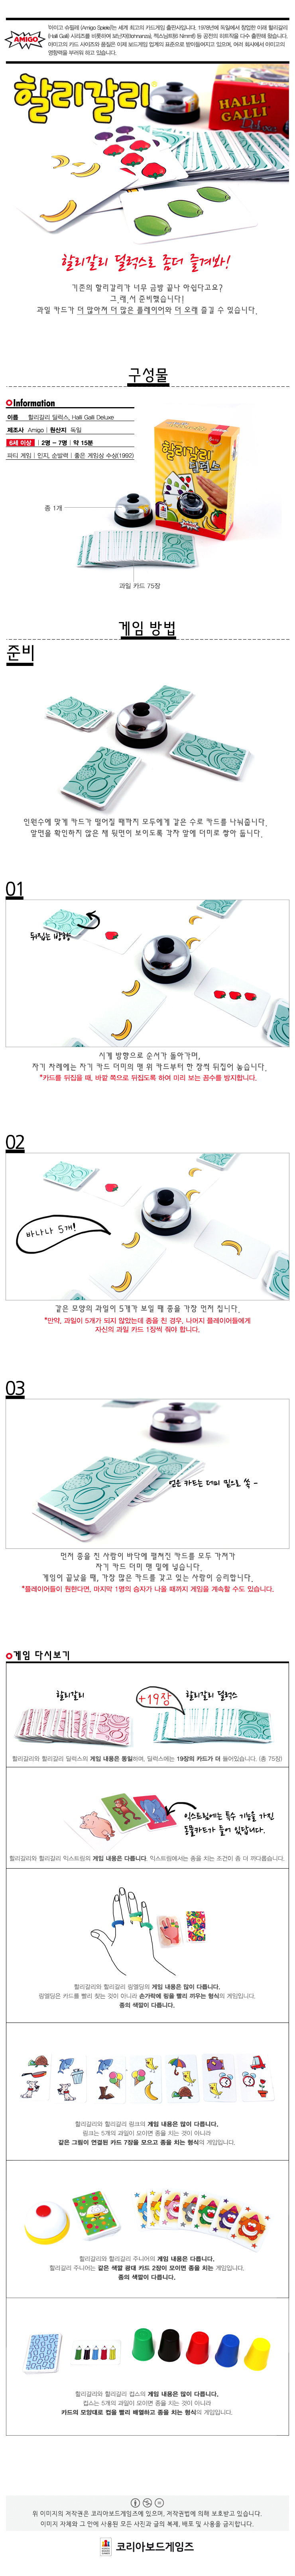 아미고 슈필레 (Amigo Spiele)는 세계 최고의 카드게임 출판사입니다. 1978년에 독일에서 창업한 이래 할리갈리
(Halli Galli) 시리즈를 비롯하여 보난자(Bohnanza), 젝스님트(6 Nimmt) 등 공전의 히트작을 다수 출판해 왔습니다.
아미고의 카드 사이즈와 품질은 이제 보드게임 업계의 표준으로 받아들여지고 있으며, 여러 회사에서 아미고의
영향력을 부러워 하고 있습니다.
AMIGO
할리갈리
HALLI
GALLI
할리갈리 딜럭스로 좀더 즐겨봐!
기존의 할리갈리가 너무 금방 끝나 아쉽다고요?
그.래.서 준비했습니다!
과일 카드가 더 많아져 더 많은 플레이어와 더 오래 즐길 수 있습니다.
구성물
Information
이름 할리갈리 딜럭스, Halli Galli Deluxe
제조사 Amigo | 원산지 독일
6세 이상 | 2명 ~ 7명 | 약 15분
파티 게임 | 인지, 순발력 | 좋은 게임상 수상(1992)
할리갈리
딜럭스
종 1개
과일 카드 75장
게임 방법
준비
인원수에 맞게 카드가 떨어질 때까지 모두에게 같은 수로 카드를 나눠줍니다.
앞면을 확인하지 않은 채 뒷면이 보이도록 각자 앞에 더미로 쌓아 둡니다.
01
뒤집는 방향
시계 방향으로 순서가 돌아가며,
자기 차례에는 자기 카드 더미의 맨 위 카드부터 한 장씩 뒤집어 놓습니다.
*카드를 뒤집을 때, 바깥 쪽으로 뒤집도록 하여 미리 보는 꼼수를 방지합니다.
02
바나나 5개!
같은 모양의 과일이 5개가 보일 때 종을 가장 먼저 칩니다.
*만약, 과일이 5개가 되지 않았는데 종을 친 경우, 나머지 플레이어들에게
자신의 과일 카드 1장씩 줘야 합니다.
03
얻은 카드는 더미 밑으로 쏙 ~
먼저 종을 친 사람이 바닥에 펼쳐진 카드를 모두 가져가
자기 카드 더미 맨 밑에 넣습니다.
게임이 끝났을 때, 가장 많은 카드를 갖고 있는 사람이 승리합니다.
*플레이어들이 원한다면, 마지막 1명의 승자가 나올 때까지 게임을 계속할 수도 있습니다.
게임 다시보기
할리갈리
+19장
할리갈리 딜럭스
할리갈리와 할리갈리 딜럭스의 게임 내용은 동일하며, 딜럭스에는 19장의 카드가 더 들어있습니다. (총 75장)
익스트림에는 특수 기능을 가진
동물카드가 들어 있답니다.
할리갈리와 할리갈리 익스트림의 게임 내용은 다릅니다. 익스트림에서는 종을 치는 조건이 좀 더 까다롭습니다.
할리갈리와 할리갈리 링엘딩의 게임 내용은 많이 다릅니다.
링엘딩은 카드를 빨리 찾는 것이 아니라 손가락에 링을 빨리 끼우는 형식의 게임입니다.
종의 색깔이 다릅니다.
할리갈리와 할리갈리 링크의 게임 내용은 많이 다릅니다.
링크는 5개의 과일이 모이면 종을 치는 것이 아니라
같은 그림이 연결된 카드 7장을 모으고 종을 치는 형식의 게임입니다.
할리갈리와 할리갈리 주니어의 게임 내용은 다릅니다.
할리갈리 주니어는 같은 색깔 광대 카드 2장이 모이면 종을 치는 게임입니다.
종의 색깔이 다릅니다.
할리갈리와 할리갈리 컵스의 게임 내용은 많이 다릅니다.
컵스는 5개의 과일이 모이면 종을 치는 것이 아니라
카드의 모양대로 컵을 빨리 배열하고 종을 치는 형식의게임입니다.
위 이미지의 저작권은 코리아보드게임즈에 있으며, 저작권법에 의해 보호받고 있습니다.
이미지 자체와 그 안에 사용된 모든 사진과 글의 복제, 배포 및 사용을 금지합니다.
코리아보드게임즈